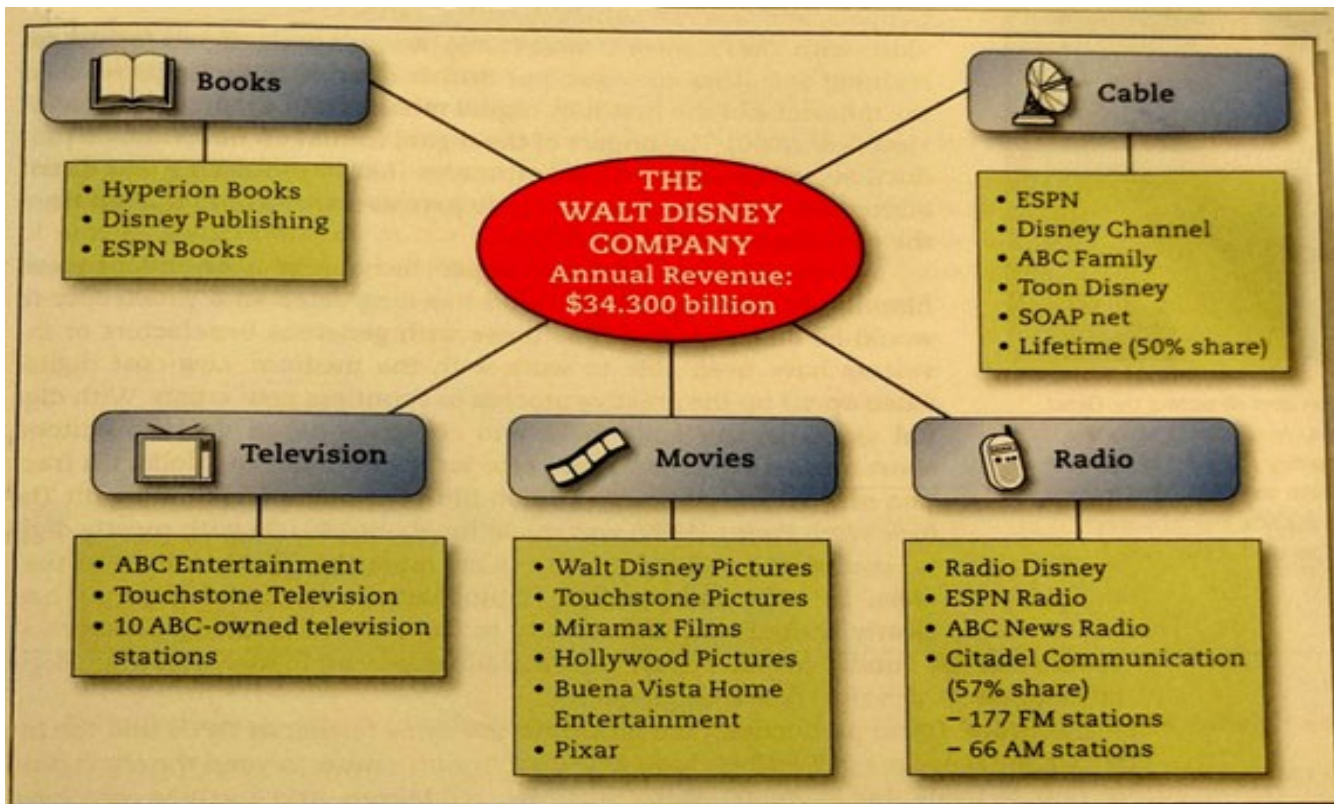 Books
• Hyperion Books
• Disney Publishing
• ESPN Books
THE
WALT DISNEY
COMPANY
Annual Revenue:
$34.300 billion
Cable
• ESPN
• Disney Channel
• ABC Family
• Toon Disney
• SOAP net
• Lifetime (50% share)
Television
• ABC Entertainment
• Touchstone Television
• 10 ABC-owned television
stations
Movies
• Walt Disney Pictures
• Touchstone Pictures
• Miramax Films
• Hollywood Pictures
• Buena Vista Home
Entertainment
• Pixar
Radio
• Radio Disney
• ESPN Radio
• ABC News Radio
• Citadel Communication
(57% share)
– 177 FM stations
– 66 AM stations